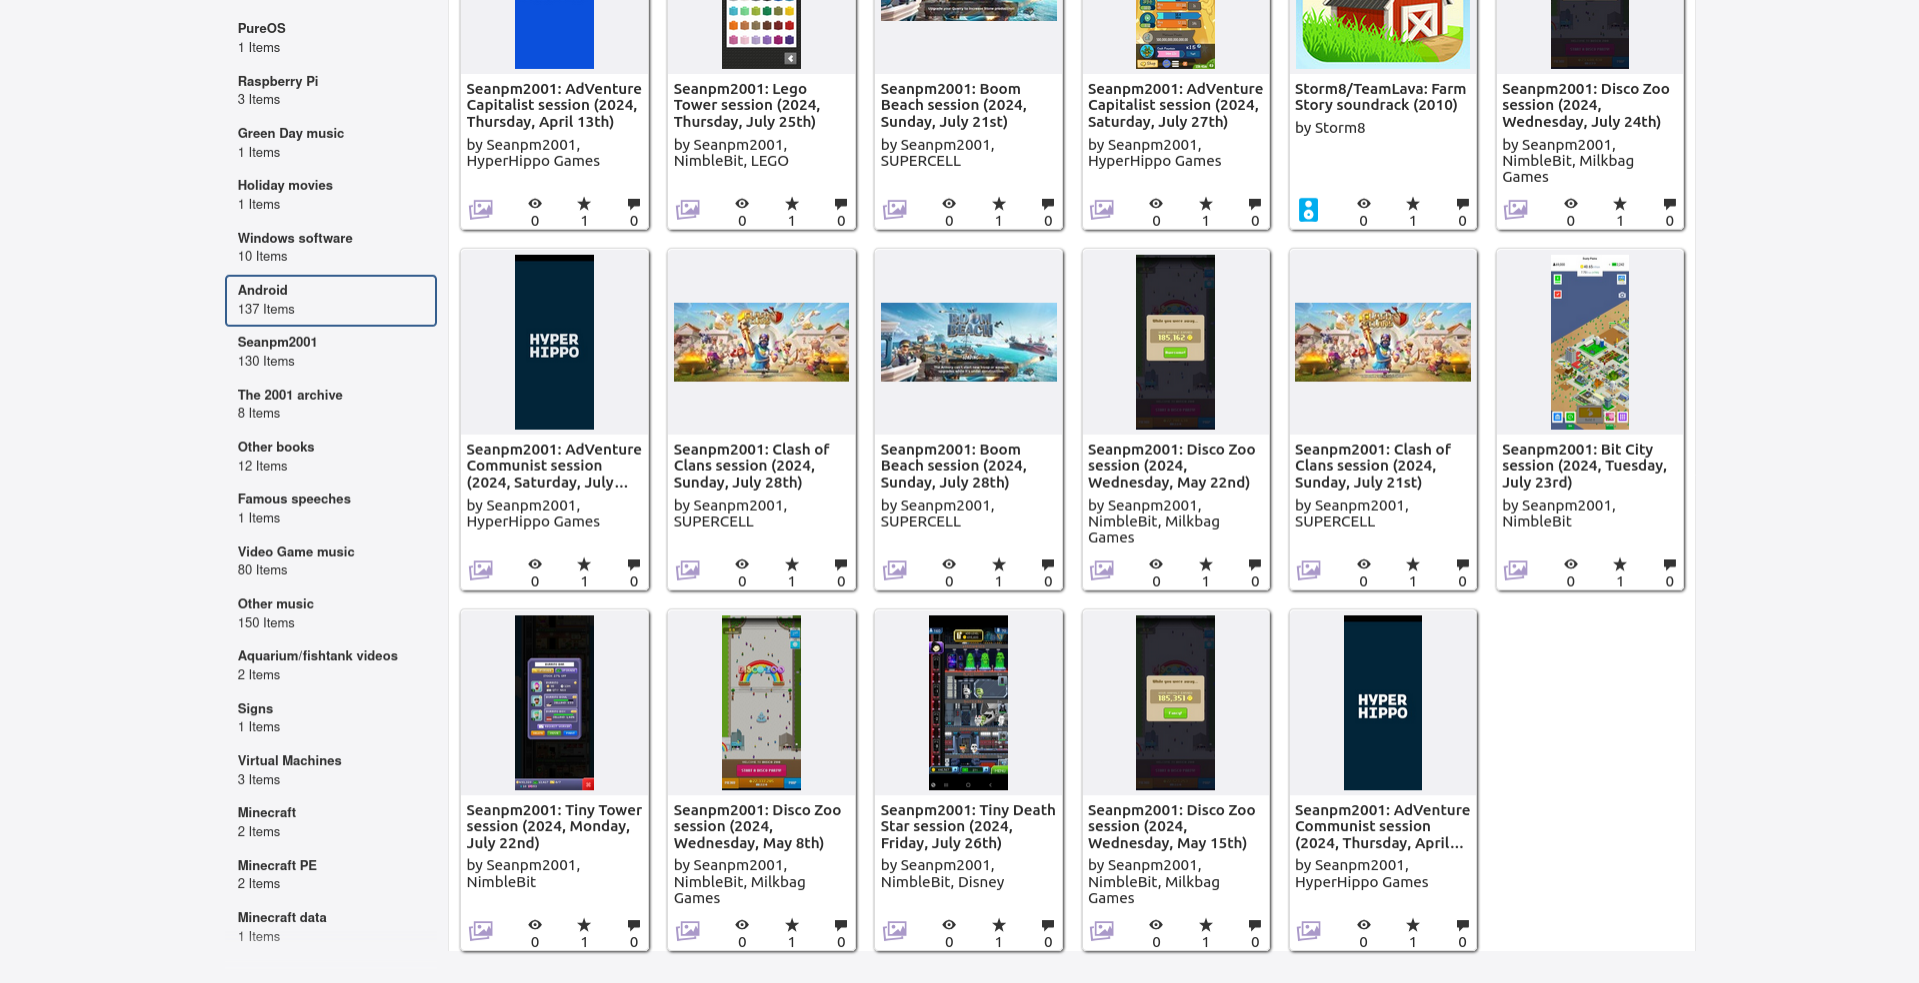 PureOS
1 Items
Raspberry Pi
3 Items
Green Day music
1 Items
Holiday movies
1 Items
Windows software
10 Items
Android
137 Items
Seanpm2001
130 Items
The 2001 archive
8 Items
Other books
12 Items
Famous speeches
1 Items
Video Game music
80 Items
Other music
150 Items
Aquarium/fishtank videos
2 Items
Signs
1 Items
Virtual Machines
3 Items
Minecraft
2 Items
Minecraft PE
2 Items
Minecraft data
1 Items
Seanpm2001: AdVenture
Capitalist session (2024,
Thursday, April 13th)
by Seanpm2001,
HyperHippo Games
0 1 0
Seanpm2001: Lego
Tower session (2024,
Thursday, July 25th)
by Seanpm2001,
NimbleBit, LEGO
0 1 0
Seanpm2001: Boom
Beach session (2024,
Sunday, July 21st)
by Seanpm2001,
SUPERCELL
0 1 0
Seanpm2001: AdVenture
Capitalist session (2024,
Saturday, July 27th)
by Seanpm2001,
HyperHippo Games
0 1 0
Storm8/TeamLava: Farm
Story soundrack (2010)
by Storm8
0 1 0
Seanpm2001: Disco Zoo
session (2024,
Wednesday, July 24th)
by Seanpm2001,
NimbleBit, Milkbag
Games
0 1 0
HYPER
HIPPO
Seanpm2001: AdVenture
Communist session
(2024, Saturday, July...
by Seanpm2001,
HyperHippo Games
0 1 0
Seanpm2001: Clash of
Clans session (2024,
Sunday, July 28th)
by Seanpm2001,
SUPERCELL
0 1 0
BOOM
BEACH
Seanpm2001: Boom
Beach session (2024,
Sunday, July 28th)
by Seanpm2001,
SUPERCELL
0 1 0
While you were away...
185,162
Seanpm2001: Disco Zoo
session (2024,
Wednesday, May 22nd)
by Seanpm2001,
NimbleBit, Milkbag
Games
0 1 0
Seanpm2001: Clash of
Clans session (2024,
Sunday, July 21st)
by Seanpm2001,
SUPERCELL
0 1 0
Seanpm2001: Bit City
session (2024, Tuesday,
July 23rd)
by Seanpm2001,
NimbleBit
0 1 0
Seanpm2001: Tiny Tower
session (2024, Monday,
July 22nd)
by Seanpm2001,
NimbleBit
0 1 0
Seanpm2001: Disco Zoo
session (2024,
Wednesday, May 8th)
by Seanpm2001,
NimbleBit, Milkbag
Games
0 1 0
Seanpm2001: Tiny Death
Star session (2024,
Friday, July 26th)
by Seanpm2001,
NimbleBit, Disney
0 1 0
While you were away...
185,351
Seanpm2001: Disco Zoo
session (2024,
Wednesday, May 15th)
by Seanpm2001,
NimbleBit, Milkbag
Games
0 1 0
HYPER
HIPPO
Seanpm2001: AdVenture
Communist session
(2024, Thursday, April...
by Seanpm2001,
HyperHippo Games
0 1 0